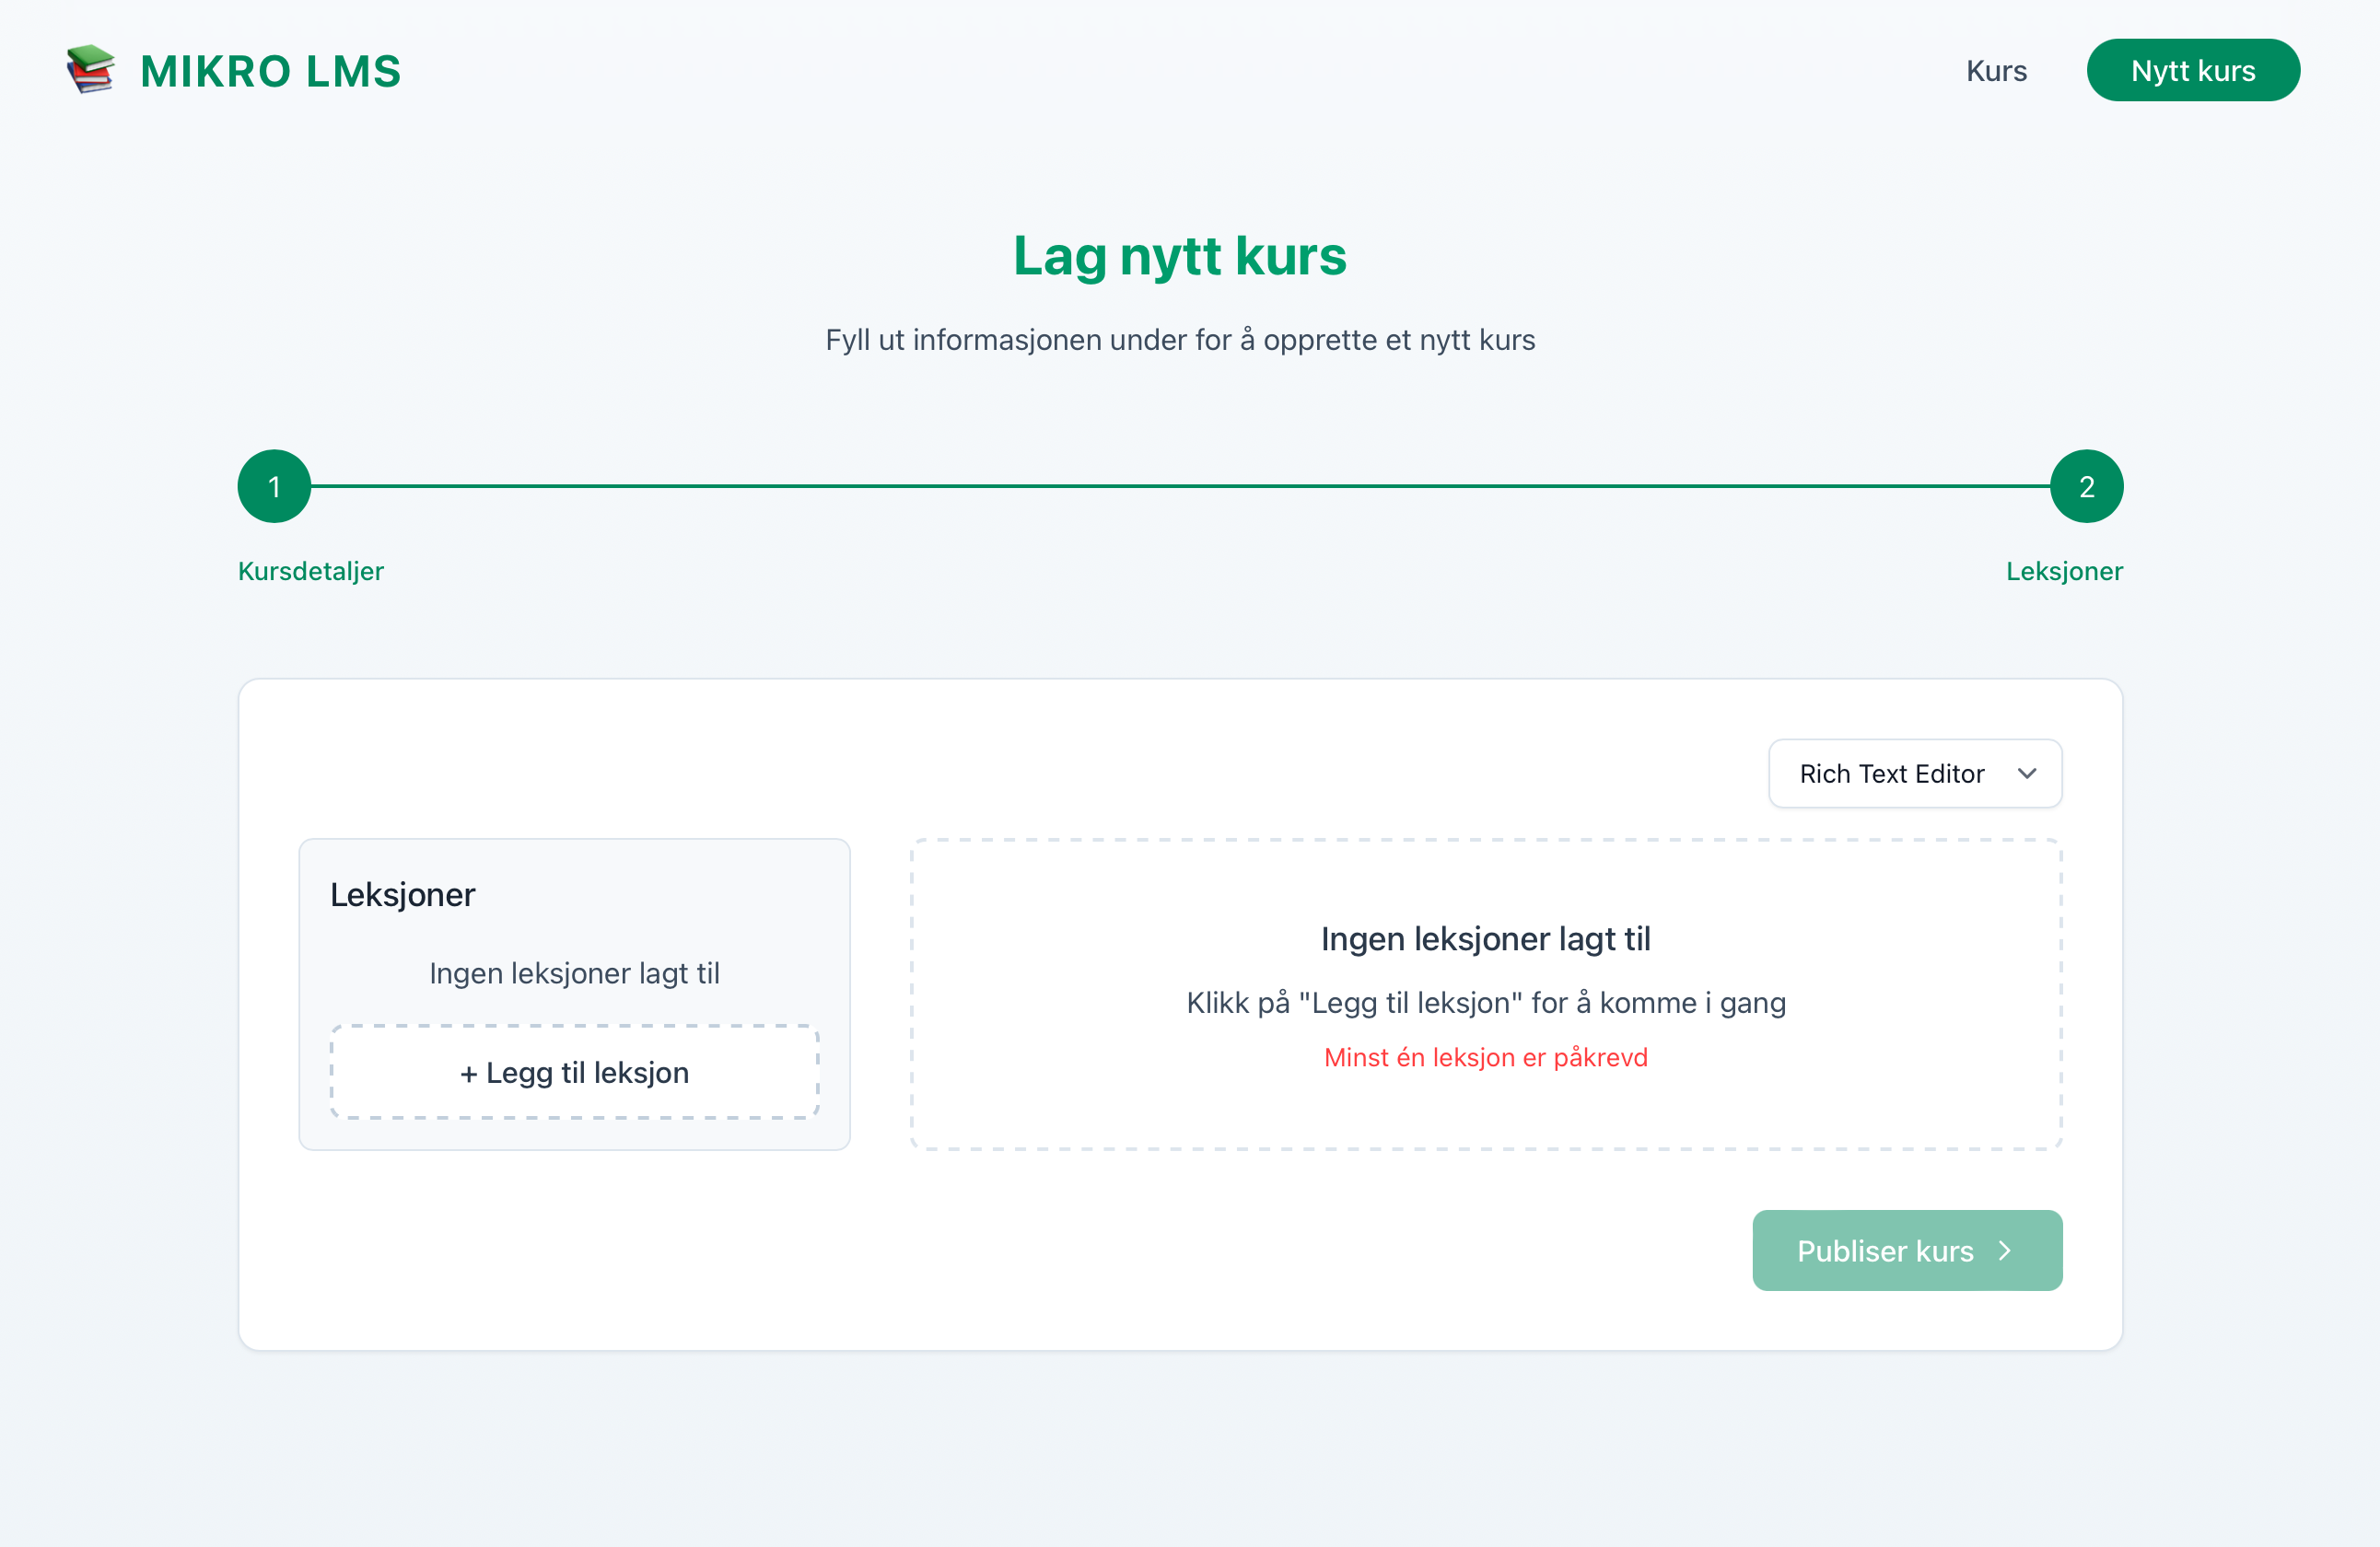 MIKRO LMS
Kurs
Nytt kurs
Lag nytt kurs
Fyll ut informasjonen under for å opprette et nytt kurs
1
2
Kursdetaljer
Leksjoner
Rich Text Editor
Leksjoner
Ingen leksjoner lagt til
+ Legg til leksjon
Ingen leksjoner lagt til
Klikk på "Legg til leksjon" for å komme i gang
Minst én leksjon er påkrevd
Publiser kurs